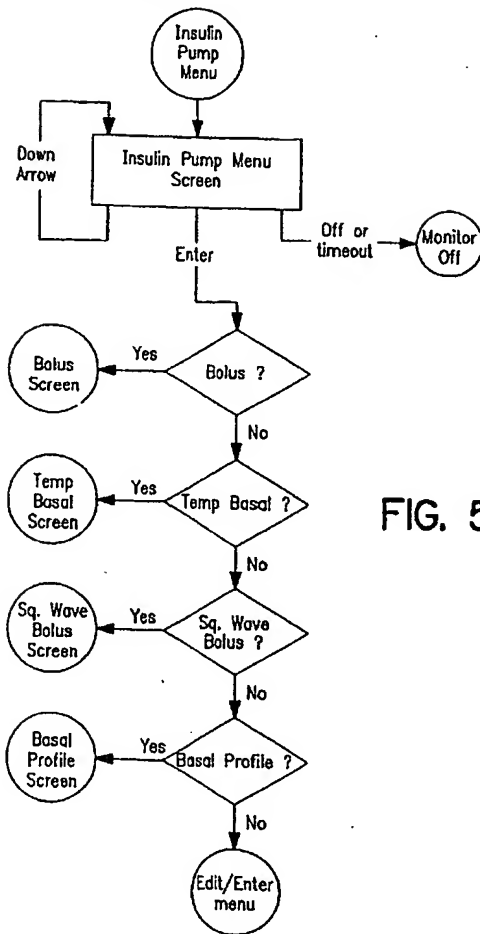 Insulin
Pump
Menu
Down
Arrow
Insulin Pump Menu
Screen
Off or
timeout
Monitor
Off
Enter
Bolus
Screen
Yes
Bolus ?
No
Temp
Basal
Screen
Yes
Temp Basal ?
No
FIG. 5
Sq. Wave
Bolus
Screen
Yes
Sq. Wave
Bolus ?
No
Basal
Profile
Screen
Yes
Basal Profile ?
No
Edit/Enter
menu